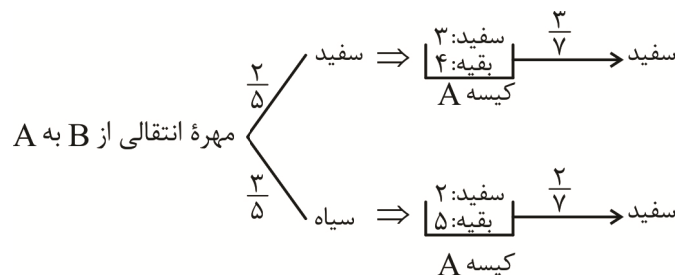 سفید ⇒ سفید:۳ بقیه:۴ کیسه A ۳/۷ سفید
۲/۵
مهرهٔ انتقالی از B به A
۳/۵
سیاه ⇒ سفید:۲ بقیه:۵ کیسه A ۲/۷ سفید